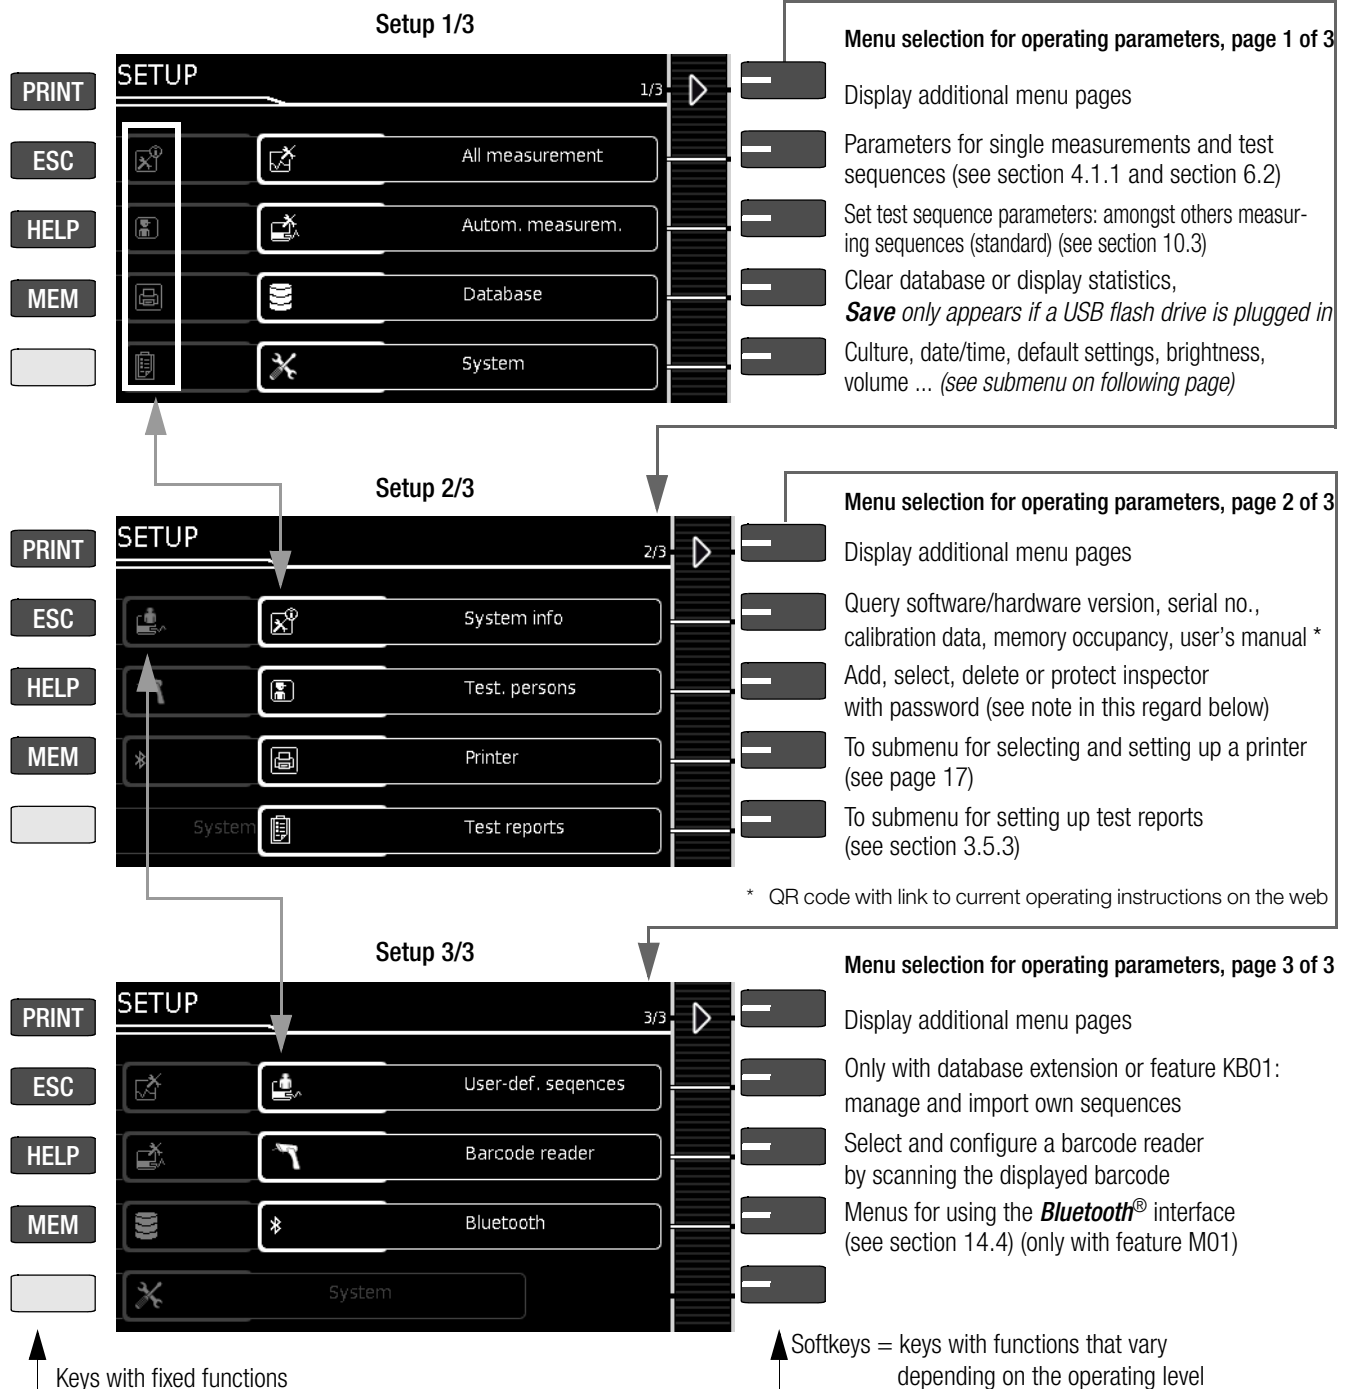 Setup 1/3
Menu selection for operating parameters, page 1 of 3
PRINT
SETUP
1/3
Display additional menu pages
ESC
All measurement
Parameters for single measurements and test
sequences (see section 4.1.1 and section 6.2)
HELP
Autom. measurem.
Set test sequence parameters: amongst others measur-
ing sequences (standard) (see section 10.3)
MEM
Database
Clear database or display statistics,
Save only appears if a USB flash drive is plugged in
System
Culture, date/time, default settings, brightness,
volume ... (see submenu on following page)
Setup 2/3
Menu selection for operating parameters, page 2 of 3
PRINT
SETUP
2/3
Display additional menu pages
ESC
System info
Query software/hardware version, serial no.,
calibration data, memory occupancy, user's manual *
HELP
Test. persons
Add, select, delete or protect inspector
with password (see note in this regard below)
MEM
Printer
To submenu for selecting and setting up a printer
(see page 17)
System
Test reports
To submenu for setting up test reports
(see section 3.5.3)
* QR code with link to current operating instructions on the web
Setup 3/3
Menu selection for operating parameters, page 3 of 3
PRINT
SETUP
3/3
Display additional menu pages
ESC
User-def. seqences
Only with database extension or feature KB01:
manage and import own sequences
HELP
Barcode reader
Select and configure a barcode reader
by scanning the displayed barcode
MEM
Bluetooth
Menus for using the Bluetooth® interface
(see section 14.4) (only with feature M01)
System
Keys with fixed functions
Softkeys = keys with functions that vary
depending on the operating level